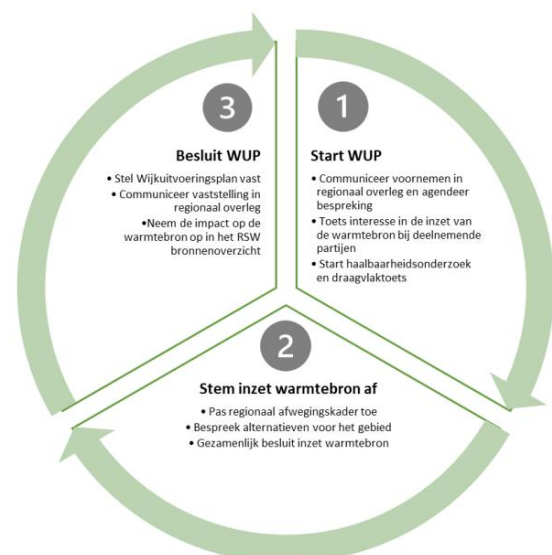 1
Start WUP
• Communiceer voornemen in
regionaal overleg en agendeer
bespreking
• Toets interesse in de inzet van
de warmtebron bij deelnemende
partijen
• Start haalbaarheidsonderzoek
en draagvlaktoets
2
Stem inzet warmtebron af
• Pas regionaal afwegingskader toe
• Bespreek alternatieven voor het gebied
• Gezamenlijk besluit inzet warmtebron
3
Besluit WUP
• Stel Wijkuitvoeringsplan vast
• Communiceer vaststelling in
regionaal overleg
•Neem de impact op de
warmtebron op in het RSW
bronnenoverzicht